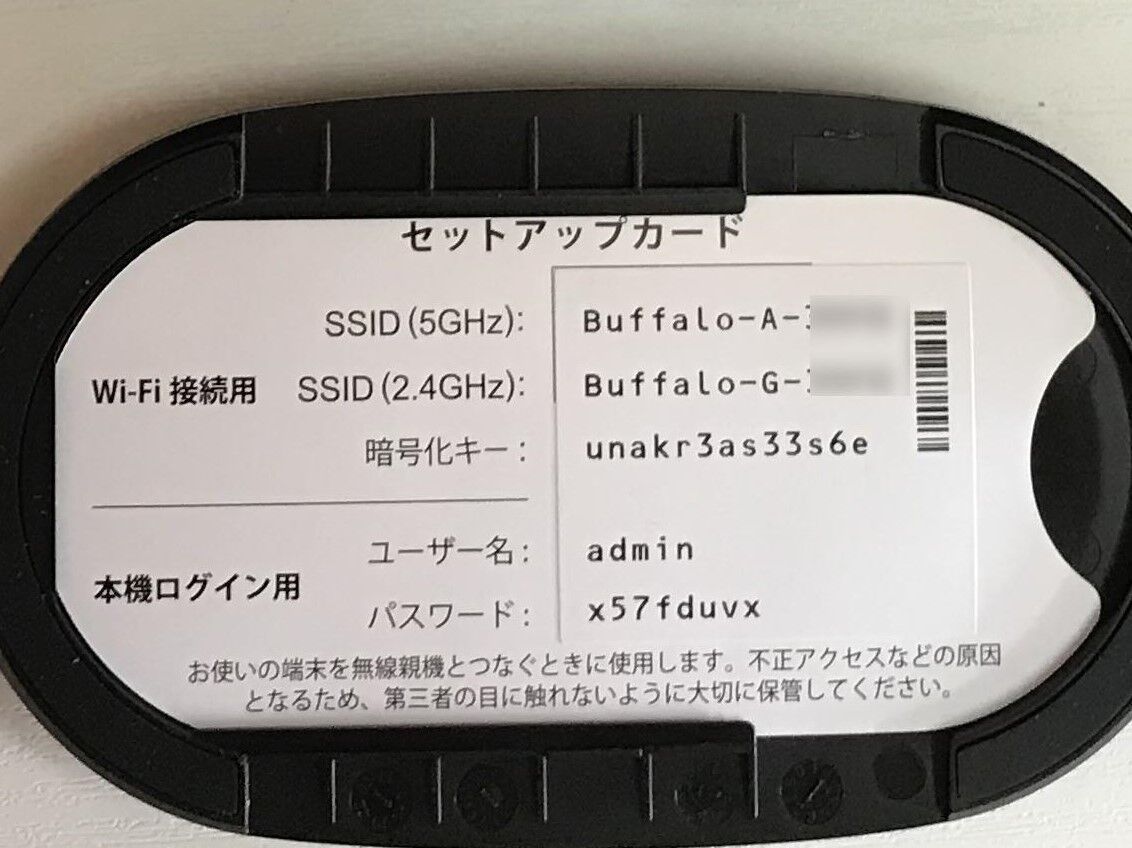 セットアップカード
SSID (5GHz): Buffalo-A-
Wi-Fi 接続用 SSID (2.4GHz): Buffalo-G-
暗号化キー: unakr3as33s6e
ユーザー名: admin
本機ログイン用
パスワード: x57fduvx
お使いの端末を無線親機とつなぐときに使用します。不正アクセスなどの原因
となるため、第三者の目に触れないように大切に保管してください。